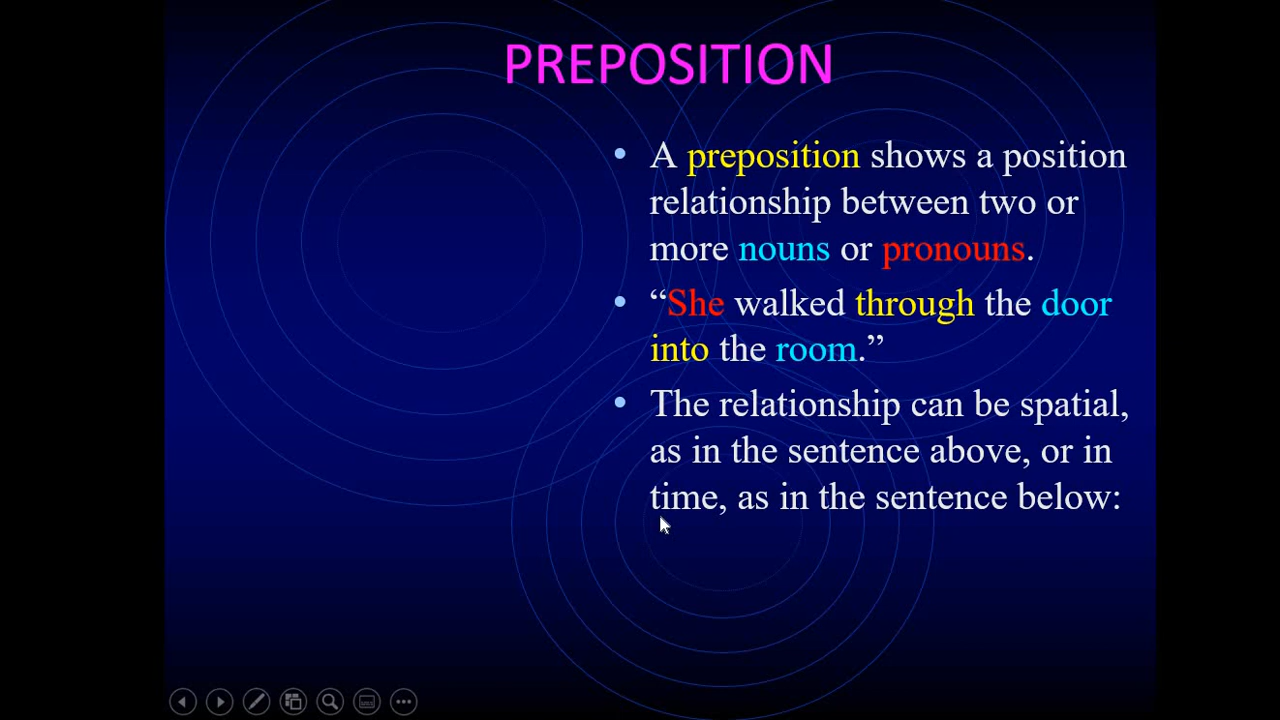 PREPOSITION
• A preposition shows a position
relationship between two or
more nouns or pronouns.
• “She walked through the door
into the room.”
• The relationship can be spatial,
as in the sentence above, or in
time, as in the sentence below: